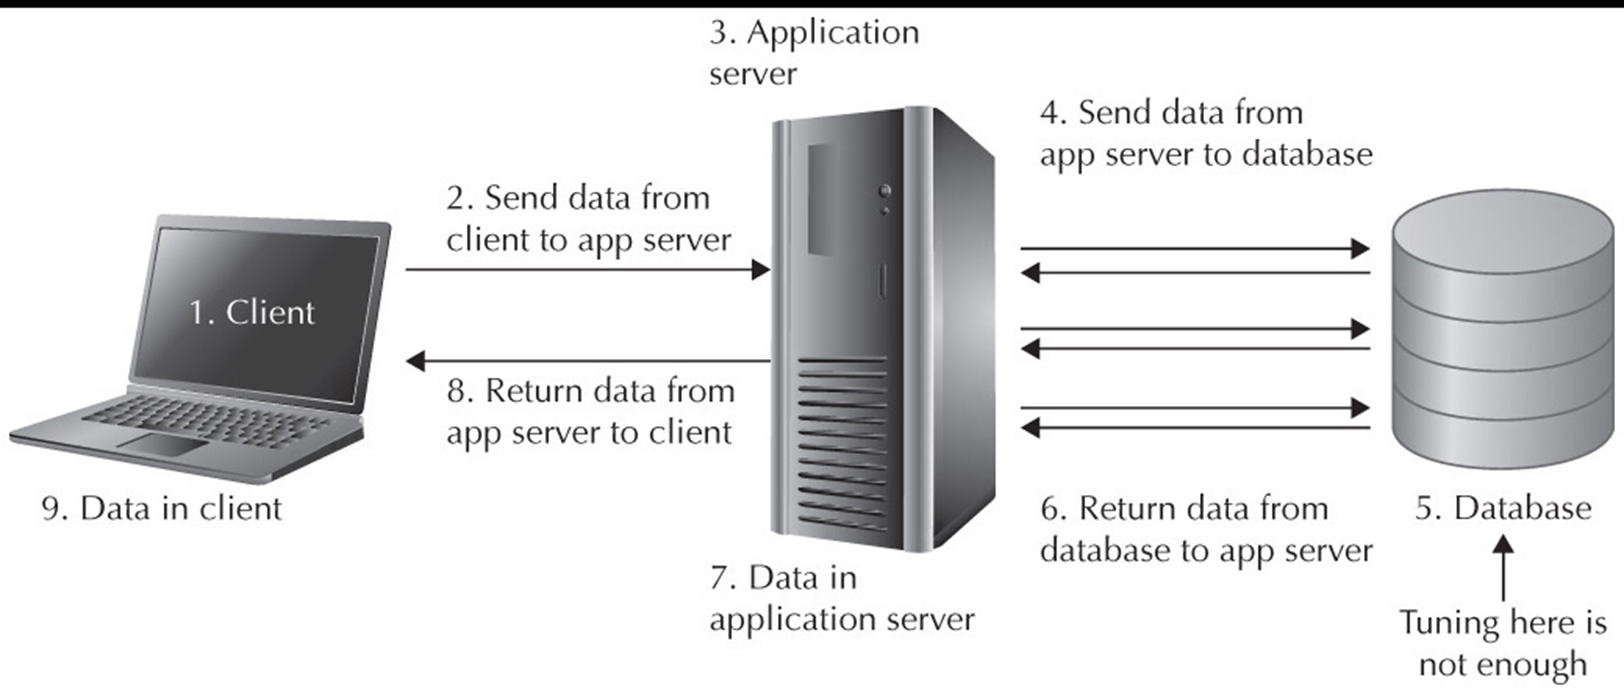 3. Application
server
4. Send data from
app server to database
2. Send data from
client to app server
1. Client
8. Return data from
app server to client
9. Data in client
6. Return data from
database to app server
5. Database
7. Data in
application server
Tuning here is
not enough